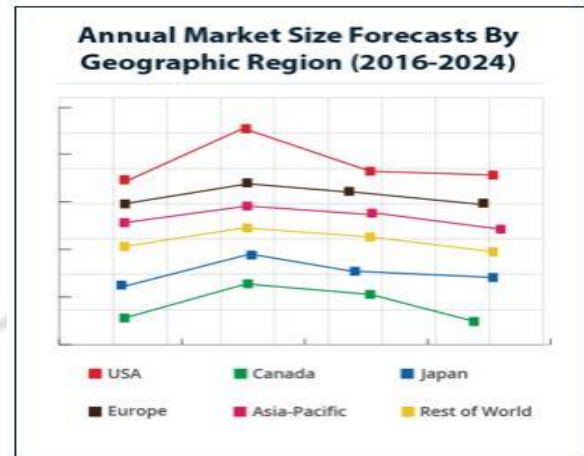 Annual Market Size Forecasts By
Geographic Region (2016-2024)
USA
Canada
Japan
Europe
Asia-Pacific
Rest of World